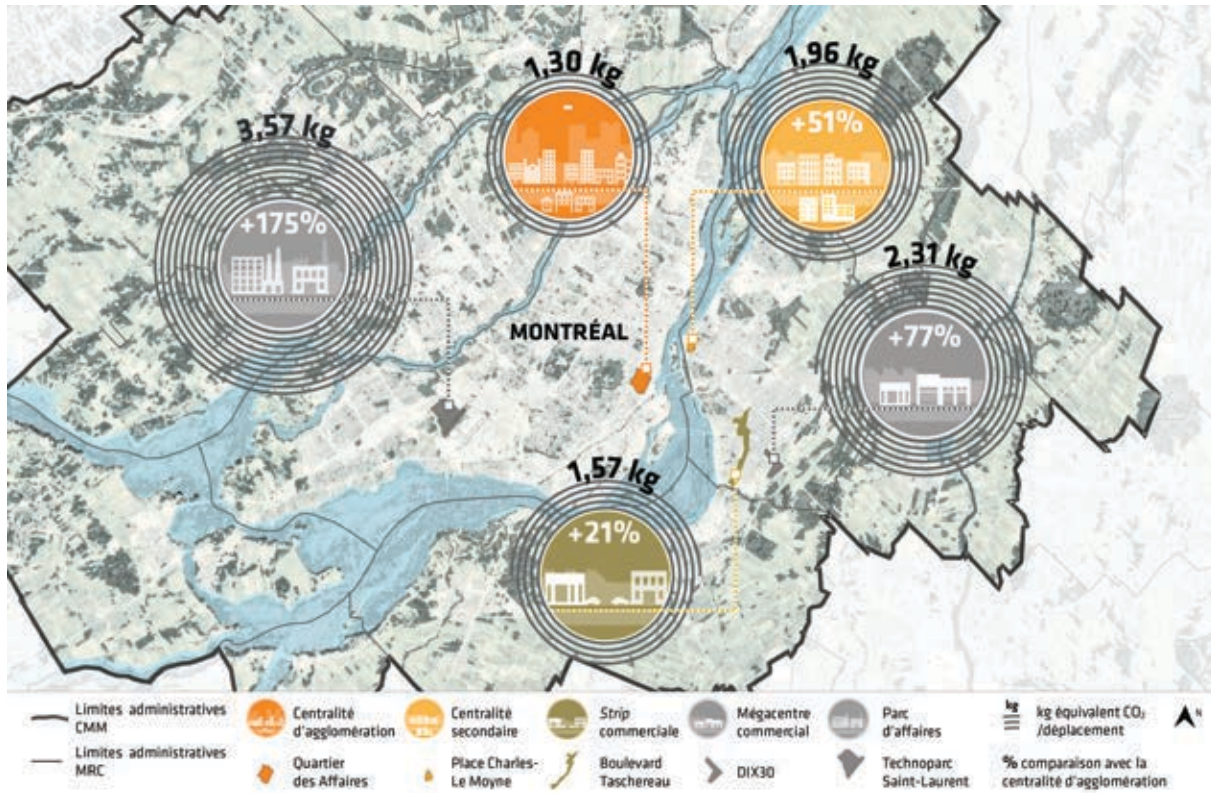 1,30 kg
1,96 kg
3,57 kg
+51%
+175%
2,31 kg
MONTRÉAL
+77%
1,57 kg
+21%
Limites administratives
CMM
Limites administratives
MRC
Centralité
d'agglomération
Quartier
des Affaires
Centralité
secondaire
Place Charles-
Le Moyne
Strip
commerciale
Boulevard
Taschereau
Mégacentre
commercial
DIX30
Parc
d'affaires
Technoparc
Saint-Laurent
kg
kg équivalent CO₂
/déplacement
% comparaison avec la
centralité d'agglomération
N